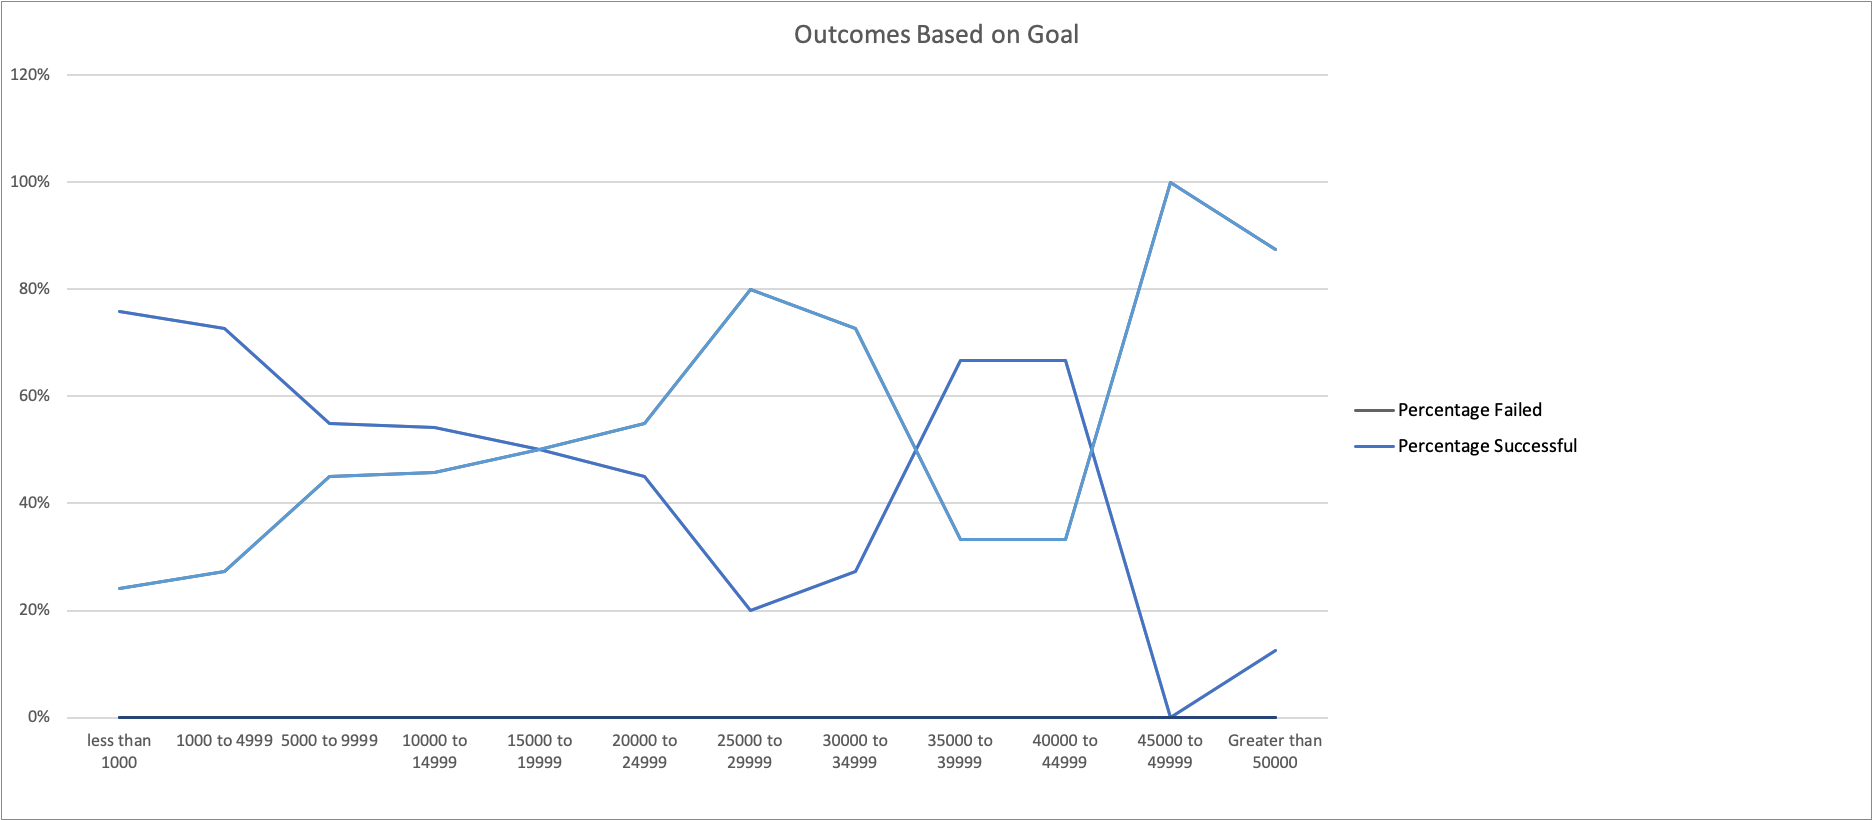 Outcomes Based on Goal
120%
100%
80%
60%
40%
20%
0%
less than
1000
1000 to 4999
5000 to 9999
10000 to
14999
15000 to
19999
20000 to
24999
25000 to
29999
30000 to
34999
35000 to
39999
40000 to
44999
45000 to
49999
Greater than
50000
Percentage Failed
Percentage Successful